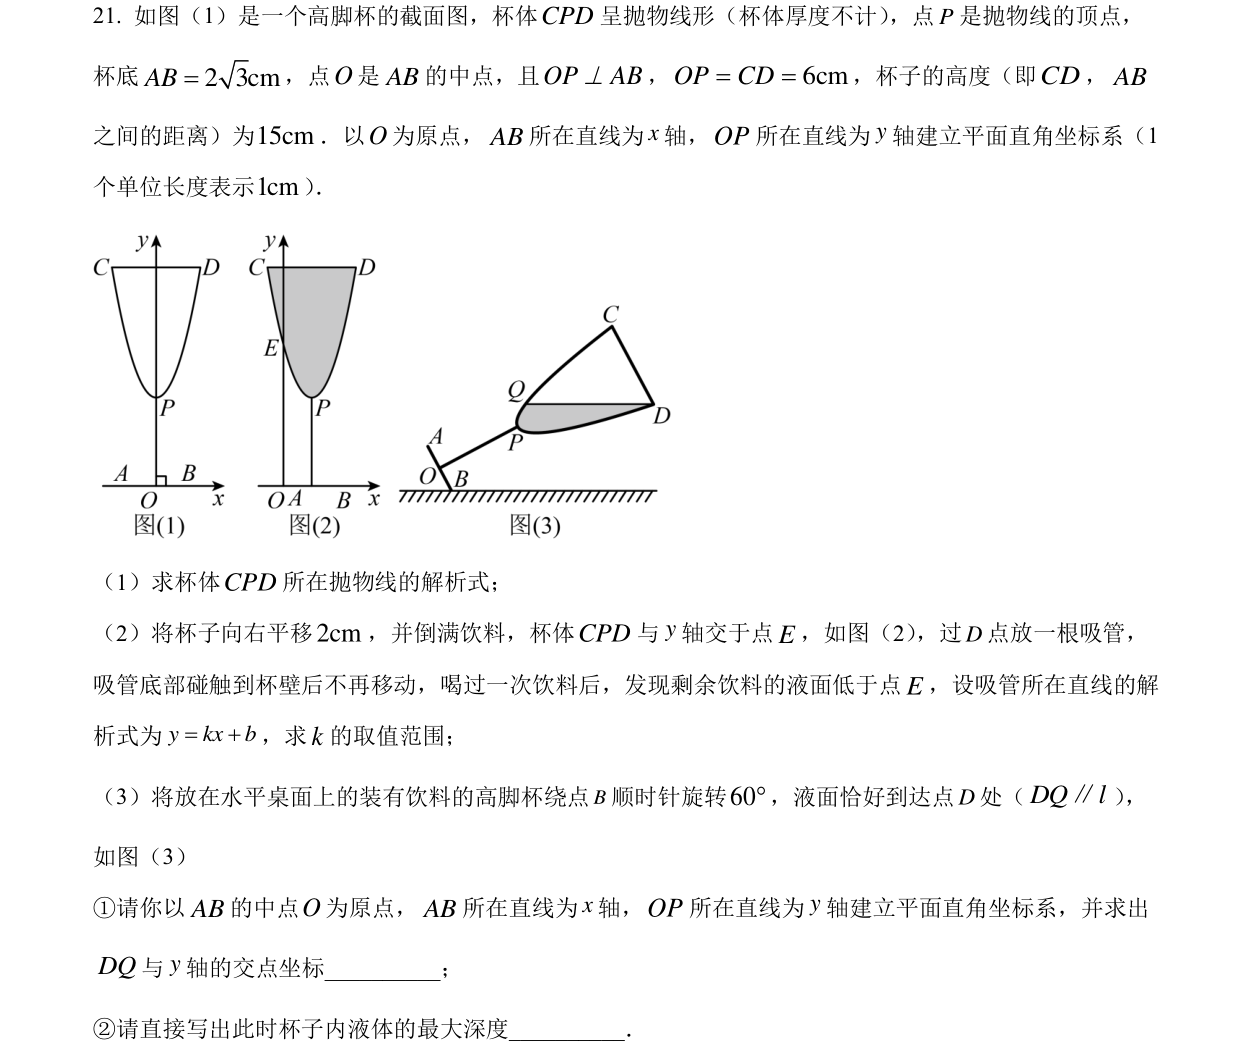 21. 如图（1）是一个高脚杯的截面图，杯体CPD呈抛物线形（杯体厚度不计），点P是抛物线的顶点，
杯底AB=2√3cm，点O是AB的中点，且OP⊥AB，OP=CD=6cm，杯子的高度（即CD，AB
之间的距离）为15cm．以O为原点，AB所在直线为x轴，OP所在直线为y轴建立平面直角坐标系（1
个单位长度表示1cm）．
y
C D
P
A B
O x
图(1)
y
C D
E
P
O A B x
图(2)
C
Q
D
A P
O B
图(3)
（1）求杯体CPD所在抛物线的解析式；
（2）将杯子向右平移2cm，并倒满饮料，杯体CPD与y轴交于点E，如图（2），过D点放一根吸管，
吸管底部碰触到杯壁后不再移动，喝过一次饮料后，发现剩余饮料的液面低于点E，设吸管所在直线的解
析式为y=kx+b，求k的取值范围；
（3）将放在水平桌面上的装有饮料的高脚杯绕点B顺时针旋转60°，液面恰好到达点D处（DQ∥l），
如图（3）
①请你以AB的中点O为原点，AB所在直线为x轴，OP所在直线为y轴建立平面直角坐标系，并求出
DQ与y轴的交点坐标__________；
②请直接写出此时杯子内液体的最大深度__________．